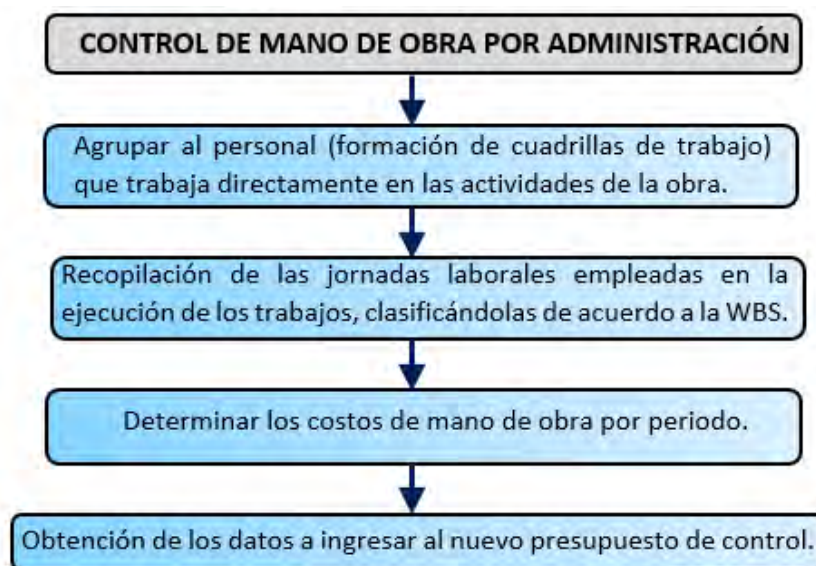 CONTROL DE MANO DE OBRA POR ADMINISTRACIÓN
Agrupar al personal (formación de cuadrillas de trabajo)
que trabaja directamente en las actividades de la obra.
Recopilación de las jornadas laborales empleadas en la
ejecución de los trabajos, clasificándolas de acuerdo a la WBS.
Determinar los costos de mano de obra por periodo.
Obtención de los datos a ingresar al nuevo presupuesto de control.